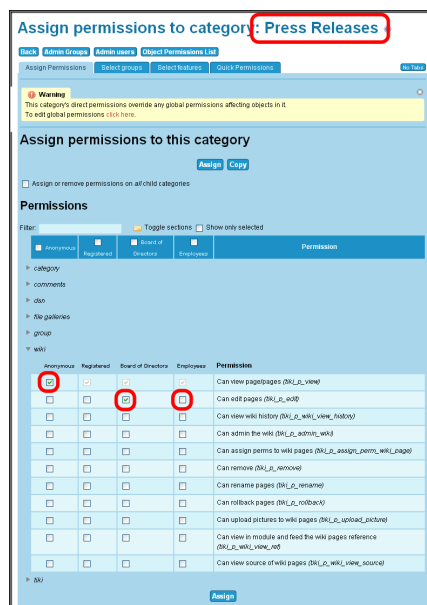 Assign permissions to category: Press Releases
Back Admin Groups Admin users Object Permissions List
Assign Permissions Select groups Select features Quick Permissions No Tabs
Warning
This category's direct permissions override any global permissions affecting objects in it.
To edit global permissions click here.
Assign permissions to this category
Assign Copy
Assign or remove permissions on all child categories
Permissions
Filter: Toggle sections Show only selected
Anonymous Registered Board of Directors Employees Permission
category
comments
dsn
file galleries
group
wiki
Anonymous Registered Board of Directors Employees Permission
Can view page/pages (tiki_p_view)
Can edit pages (tiki_p_edit)
Can view wiki history (tiki_p_wiki_view_history)
Can admin the wiki (tiki_p_admin_wiki)
Can assign perms to wiki pages (tiki_p_assign_perm_wiki_page)
Can remove (tiki_p_remove)
Can rename pages (tiki_p_rename)
Can rollback pages (tiki_p_rollback)
Can upload pictures to wiki pages (tiki_p_upload_picture)
Can view in module and feed the wiki pages reference
(tiki_p_wiki_view_ref)
Can view source of wiki pages (tiki_p_wiki_view_source)
tiki
Assign